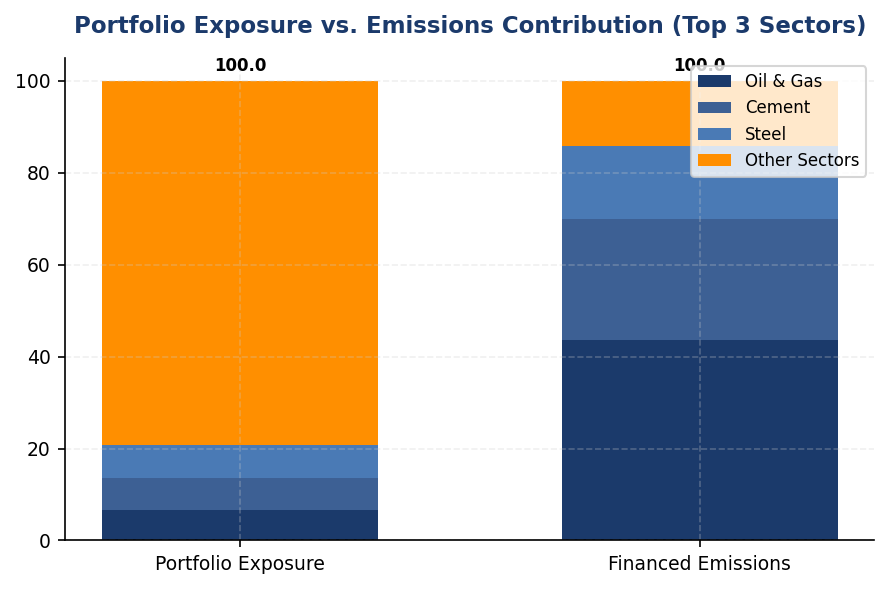 Portfolio Exposure vs. Emissions Contribution (Top 3 Sectors)
100.0
100.0
Oil & Gas
Cement
Steel
Other Sectors
100
80
60
40
20
0
Portfolio Exposure
Financed Emissions